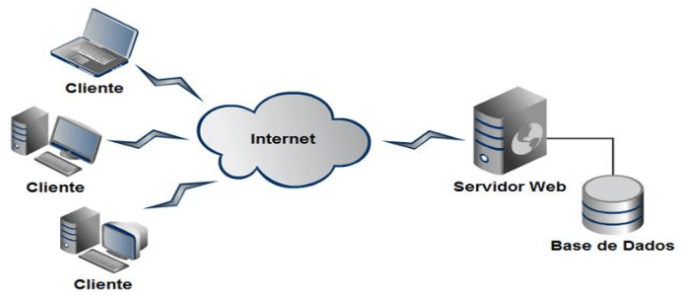 Cliente
Cliente
Cliente
Internet
Servidor Web
Base de Dados